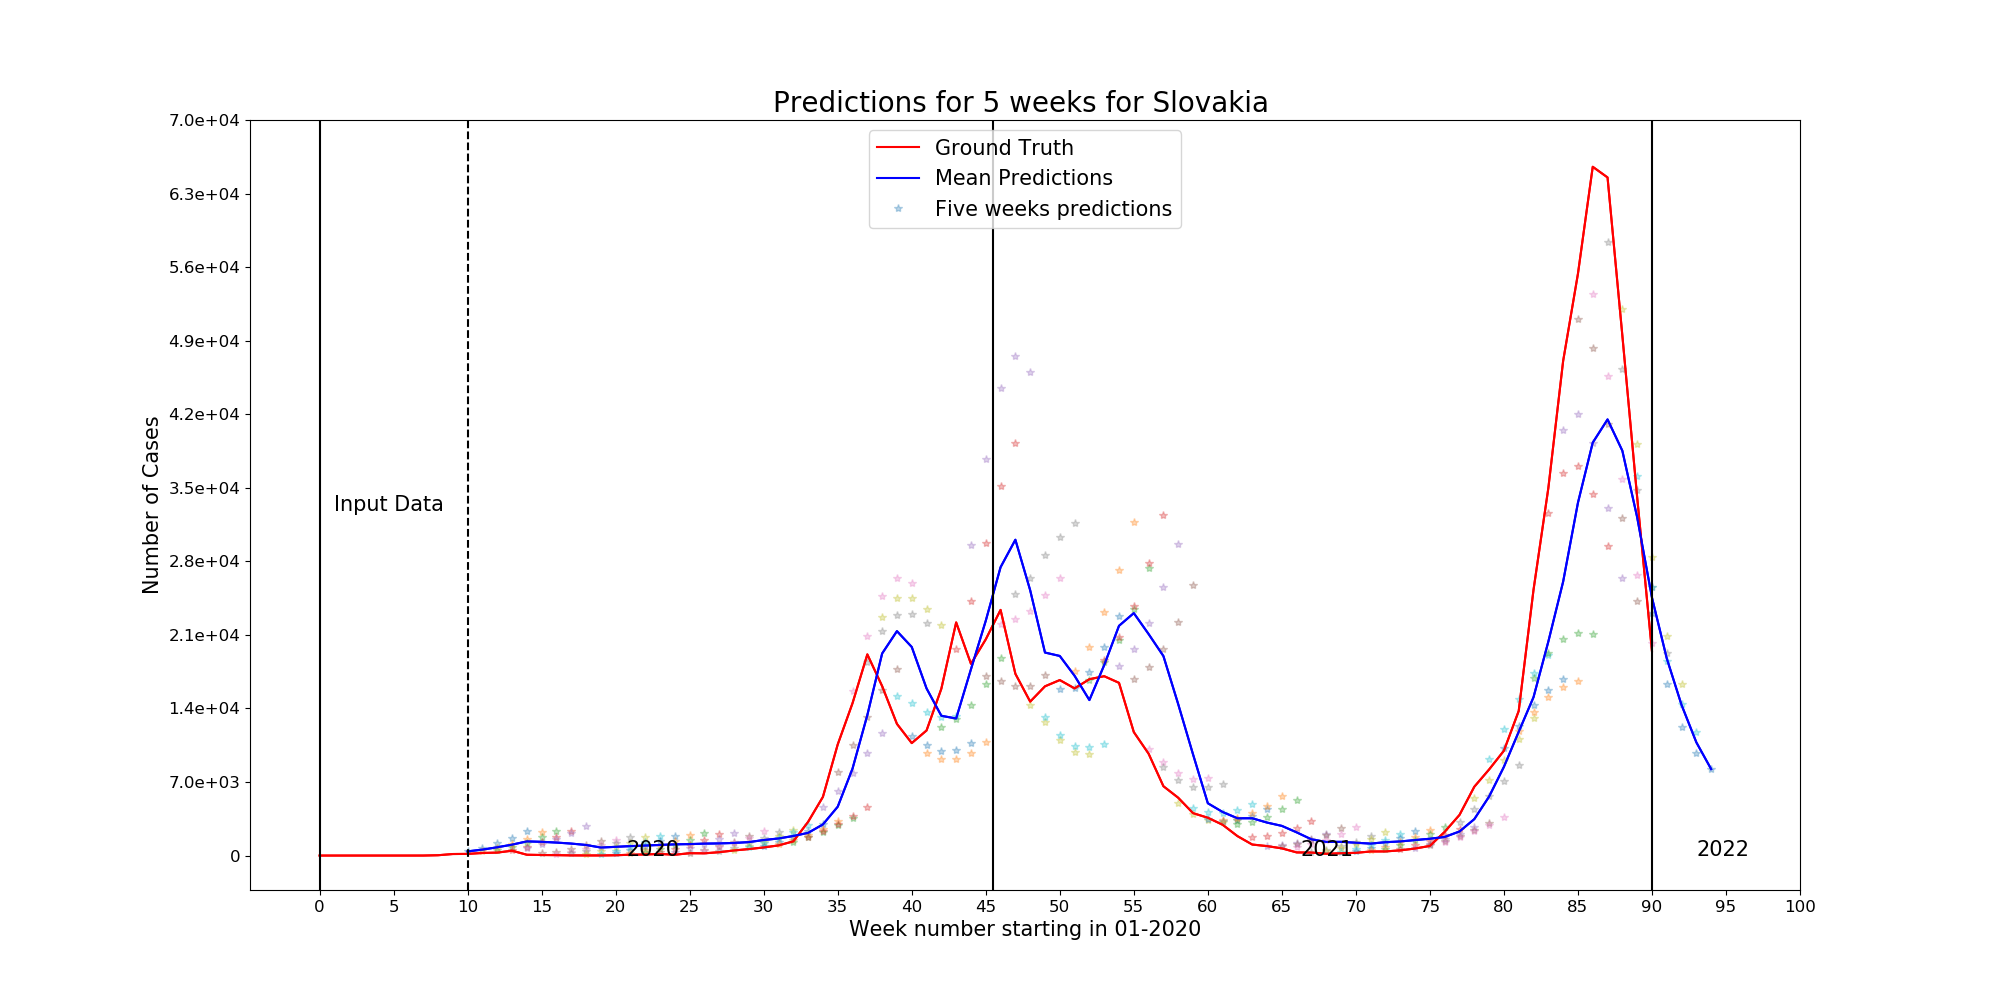 Predictions for 5 weeks for Slovakia
Ground Truth
Mean Predictions
Five weeks predictions
7.0e+04
6.3e+04
5.6e+04
4.9e+04
4.2e+04
3.5e+04
2.8e+04
2.1e+04
1.4e+04
7.0e+03
0
Number of Cases
Input Data
2020 2021 2022
0 5 10 15 20 25 30 35 40 45 50 55 60 65 70 75 80 85 90 95 100
Week number starting in 01-2020